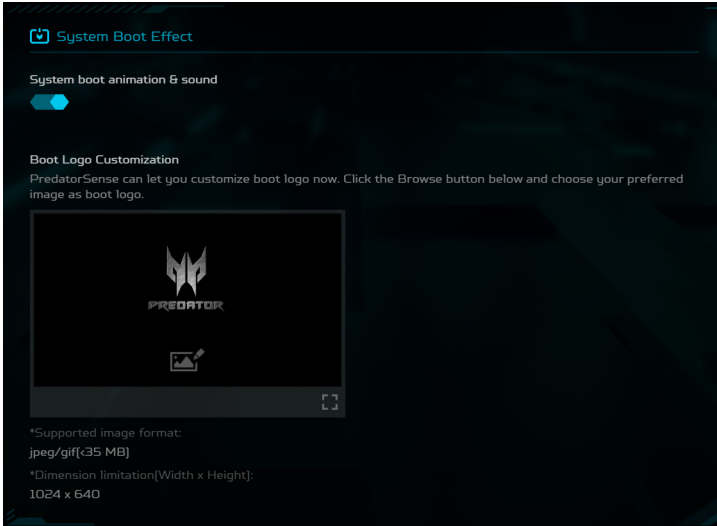 System Boot Effect
System boot animation & sound
Boot Logo Customization
PredatorSense can let you customize boot logo now. Click the Browse button below and choose your preferred
image as boot logo.
PREDATOR
*Supported image format:
jpeg/gif(<35 MB)
*Dimension limitation(Width x Height):
1024 x 640